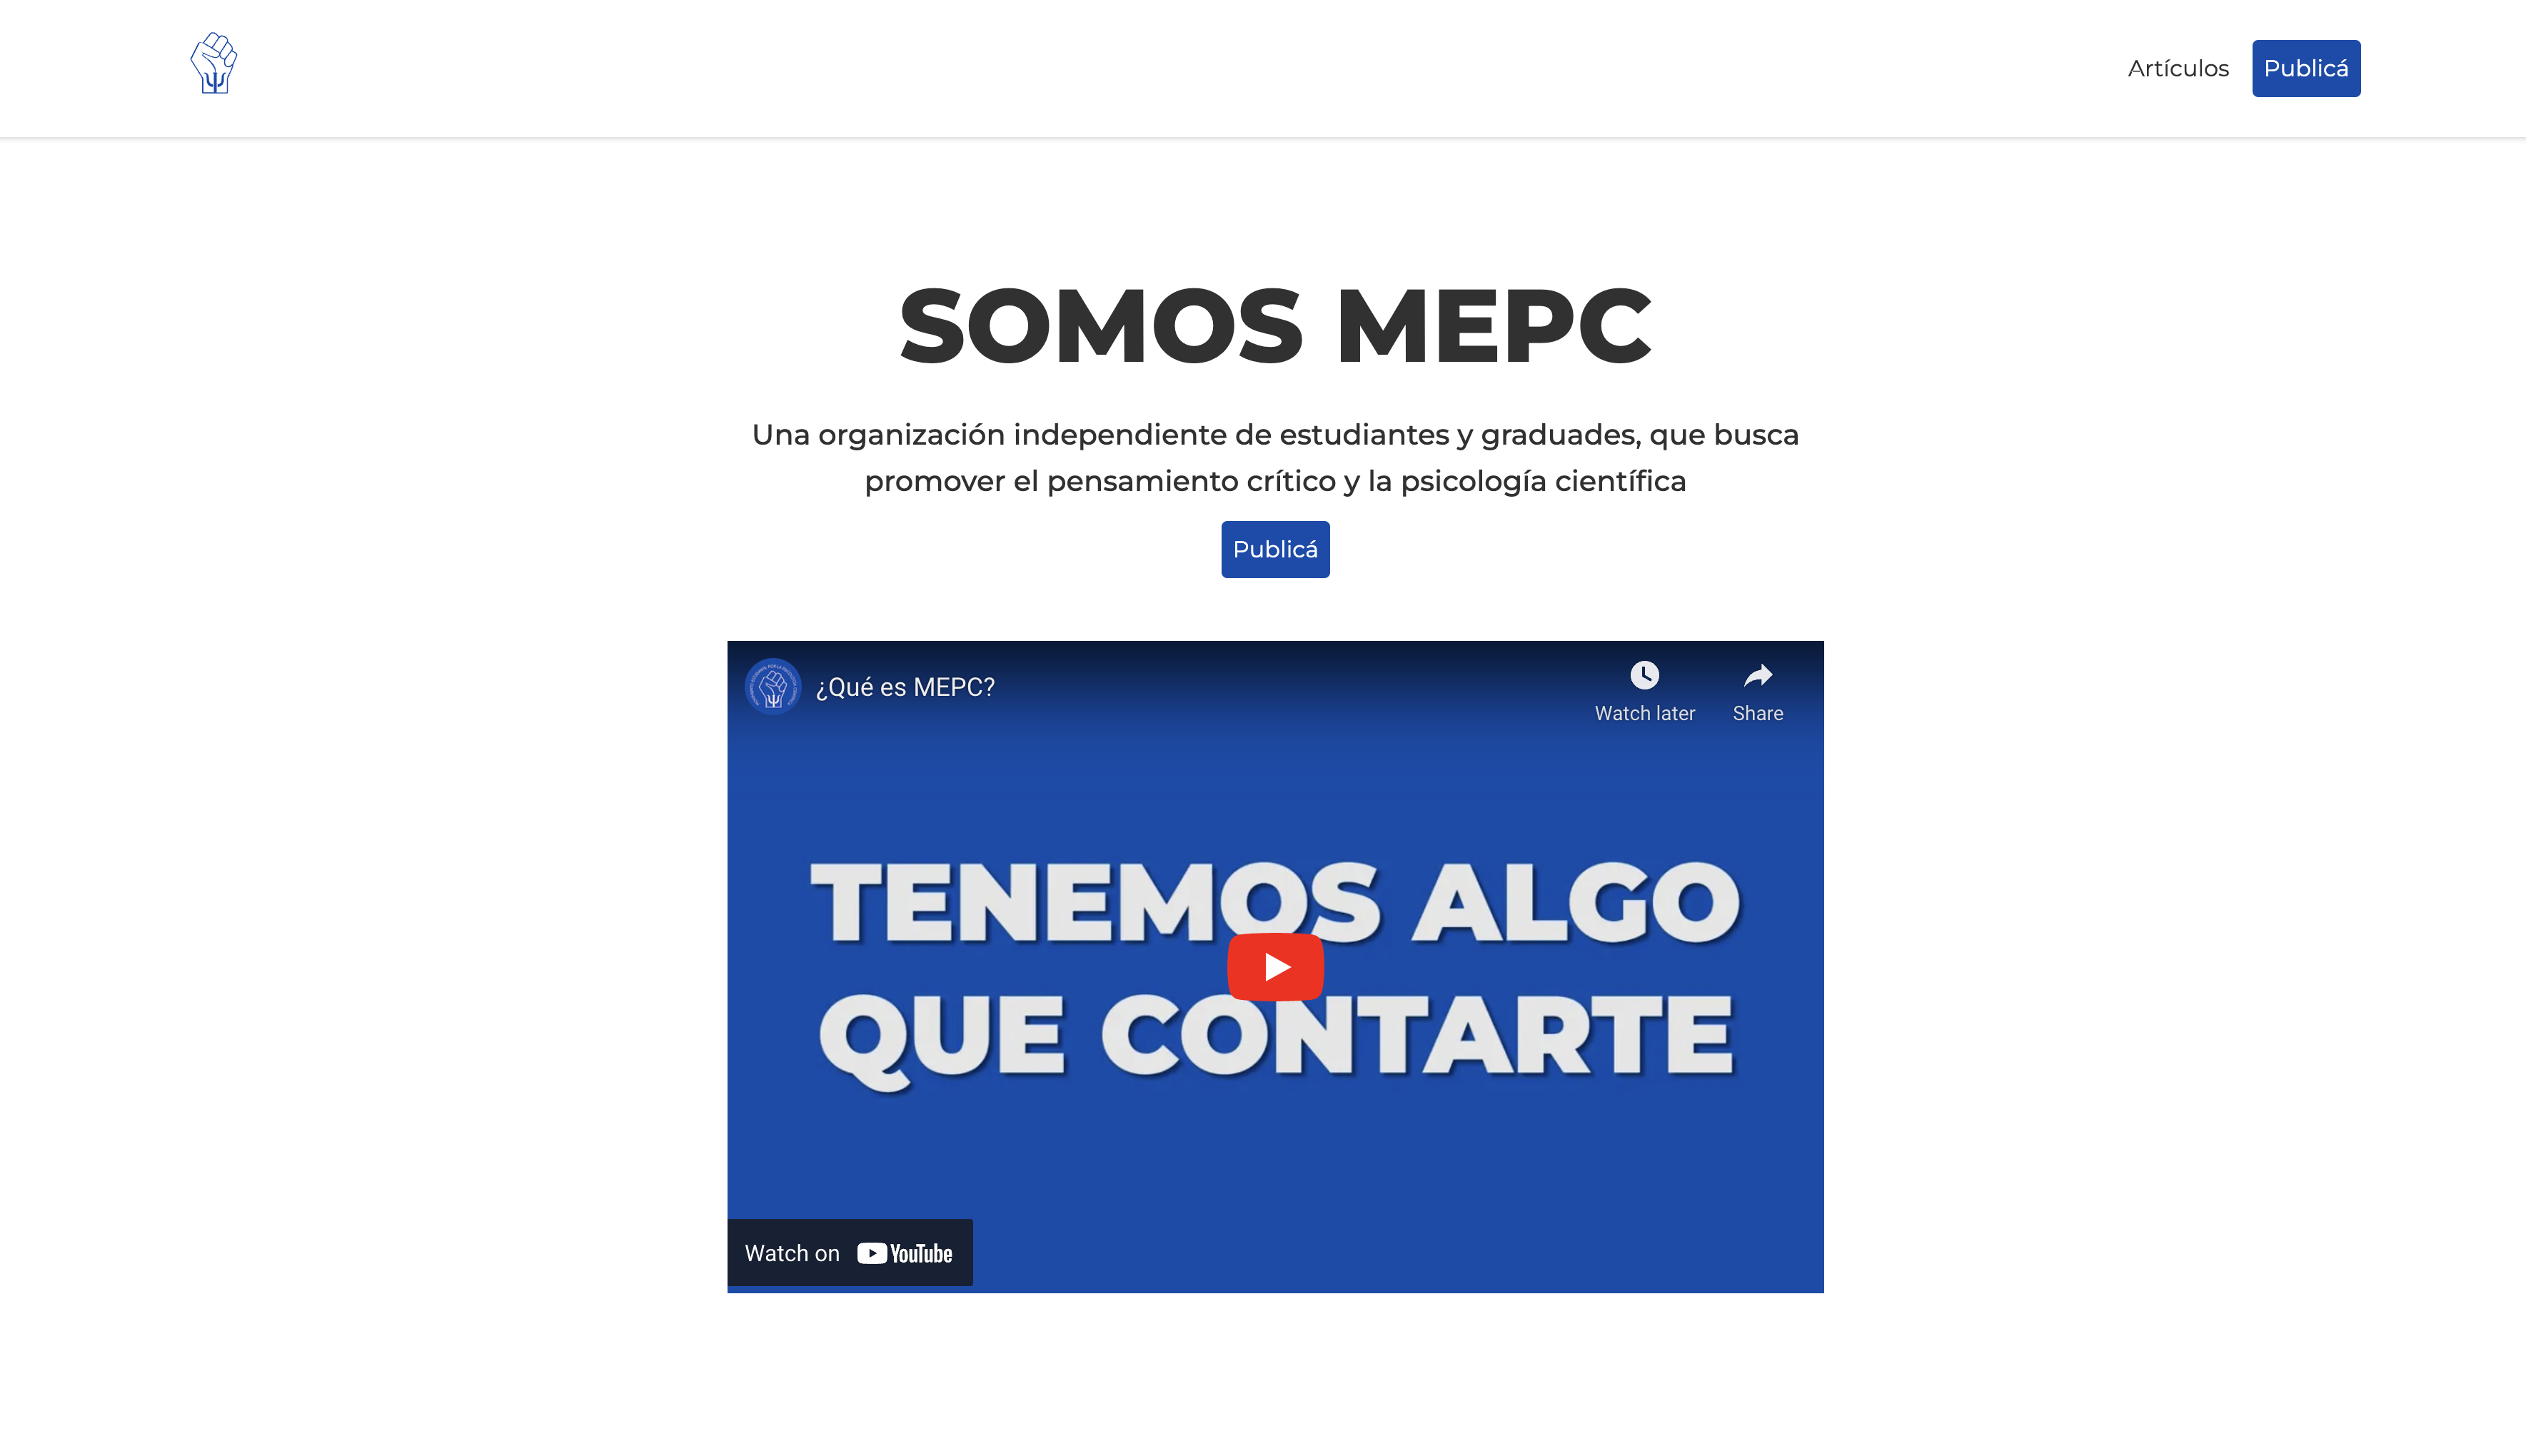 Artículos
Publicá
SOMOS MEPC
Una organización independiente de estudiantes y graduades, que busca
promover el pensamiento crítico y la psicología científica
Publicá
¿Qué es MEPC?
Watch later
Share
TENEMOS ALGO
QUE CONTARTE
Watch on YouTube